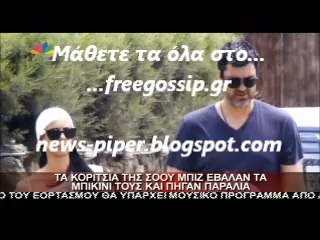 Μάθετε τα όλα στο...
...freegossip.gr
news-piper.blogspot.com
ΤΑ ΚΟΡΙΤΣΙΑ ΤΗΣ ΣΟΟΥ ΜΠΙΖ ΕΒΑΛΑΝ ΤΑ
ΜΠΙΚΙΝΙ ΤΟΥΣ ΚΑΙ ΠΗΓΑΝ ΠΑΡΑΛΙΑ
Ο ΤΟΥ ΕΟΡΤΑΣΜΟΥ ΘΑ ΥΠΑΡΧΕΙ ΜΟΥΣΙΚΟ ΠΡΟΓΡΑΜΜΑ ΑΠΟ